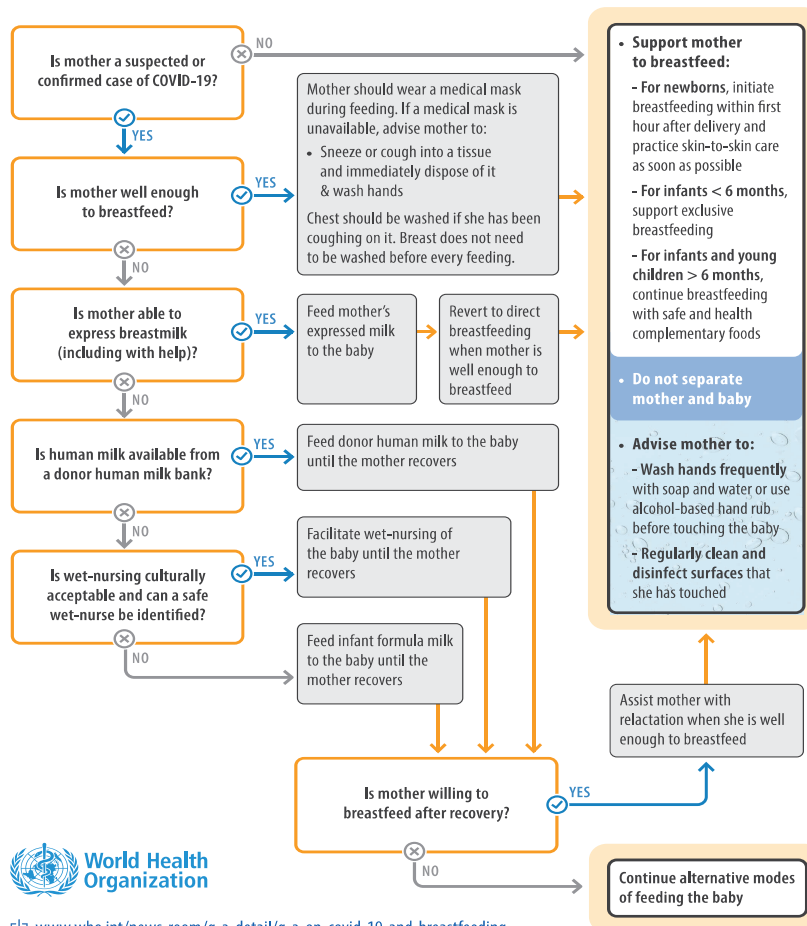 Is mother a suspected or
confirmed case of COVID-19?
NO
YES
Is mother well enough
to breastfeed?
YES
NO
Mother should wear a medical mask
during feeding. If a medical mask is
unavailable, advise mother to:
• Sneeze or cough into a tissue
and immediately dispose of it
& wash hands
Chest should be washed if she has been
coughing on it. Breast does not need
to be washed before every feeding.
Is mother able to
express breastmilk
(including with help)?
YES
NO
Feed mother's
expressed milk
to the baby
Revert to direct
breastfeeding
when mother is
well enough to
breastfeed
Is human milk available from
a donor human milk bank?
YES
NO
Feed donor human milk to the baby
until the mother recovers
Is wet-nursing culturally
acceptable and can a safe
wet-nurse be identified?
YES
NO
Facilitate wet-nursing of
the baby until the mother
recovers
Feed infant formula milk
to the baby until the
mother recovers
Is mother willing to
breastfeed after recovery?
YES
NO
Assist mother with
relactation when she is well
enough to breastfeed
• Support mother
to breastfeed:
- For newborns, initiate
breastfeeding within first
hour after delivery and
practice skin-to-skin care
as soon as possible
- For infants < 6 months,
support exclusive
breastfeeding
- For infants and young
children > 6 months,
continue breastfeeding
with safe and health
complementary foods
• Do not separate
mother and baby
• Advise mother to:
- Wash hands frequently
with soap and water or use
alcohol-based hand rub
before touching the baby
- Regularly clean and
disinfect surfaces that
she has touched
Continue alternative modes
of feeding the baby
World Health
Organization
www.who.int/news-room/q-a-detail/q-a-on-covid-19-and-breastfeeding